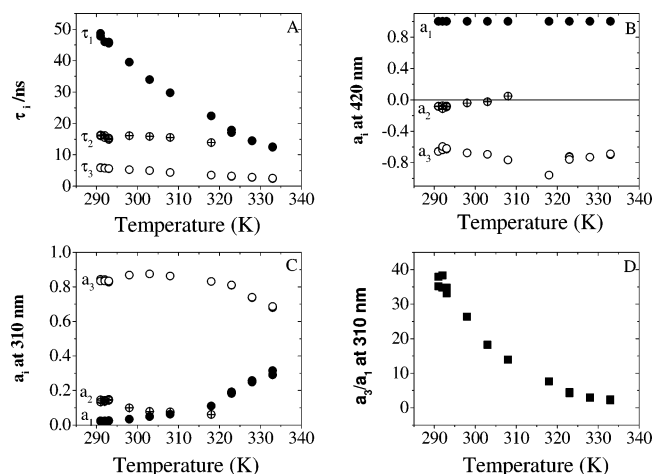 A
50
40
30
20
10
0
τ i /ns
τ1
τ2
τ3
290 300 310 320 330 340
Temperature (K)
B
0.8
0.4
0.0
-0.4
-0.8
ai at 420 nm
a1
a2
a3
290 300 310 320 330 340
Temperature (K)
C
1.0
0.8
0.6
0.4
0.2
0.0
ai at 310 nm
a3
a2
a1
290 300 310 320 330 340
Temperature (K)
D
40
30
20
10
0
a3/a1 at 310 nm
290 300 310 320 330 340
Temperature (K)